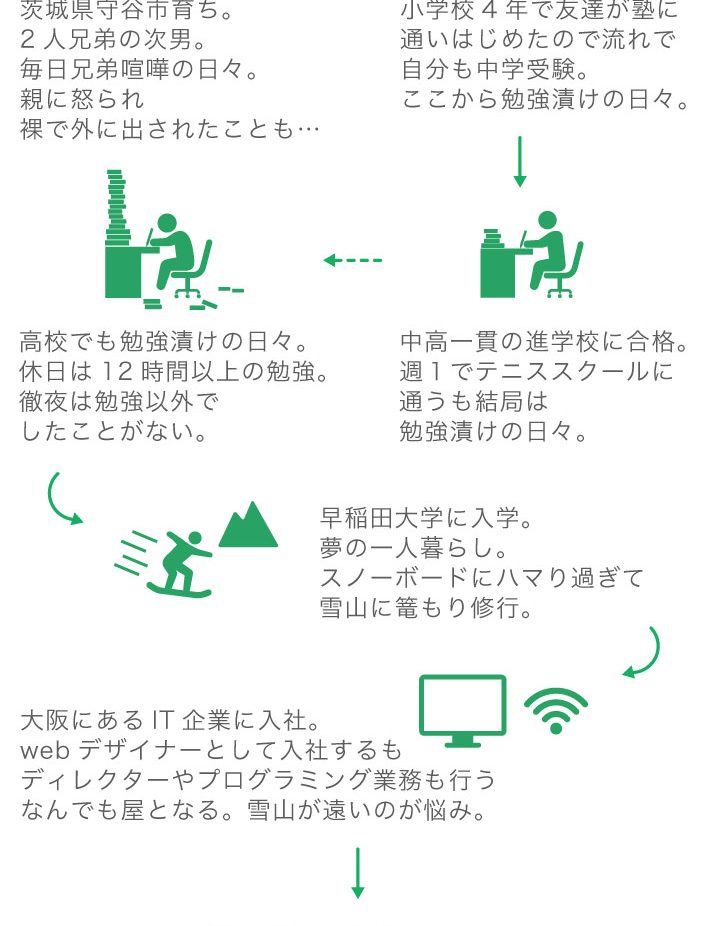 茨城県守谷市育ち。
2人兄弟の次男。
毎日兄弟喧嘩の日々。
親に怒られ
裸で外に出されたことも…
小学校4年で友達が塾に
通いはじめたので流れで
自分も中学受験。
ここから勉強漬けの日々。
中高一貫の進学校に合格。
週1でテニススクールに
通うも結局は
勉強漬けの日々。
高校でも勉強漬けの日々。
休日は12時間以上の勉強。
徹夜は勉強以外で
したことがない。
早稲田大学に入学。
夢の一人暮らし。
スノーボードにハマり過ぎて
雪山に篭もり修行。
大阪にあるIT企業に入社。
webデザイナーとして入社するも
ディレクターやプログラミング業務も行う
なんでも屋となる。雪山が遠いのが悩み。